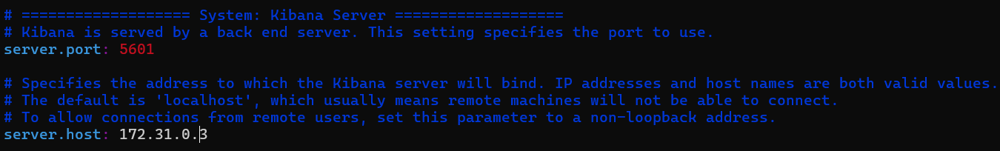 # =================== System: Kibana Server ===================
# Kibana is served by a back end server. This setting specifies the port to use.
server.port: 5601

# Specifies the address to which the Kibana server will bind. IP addresses and host names are both valid values.
# The default is 'localhost', which usually means remote machines will not be able to connect.
# To allow connections from remote users, set this parameter to a non-loopback address.
server.host: 172.31.0.3